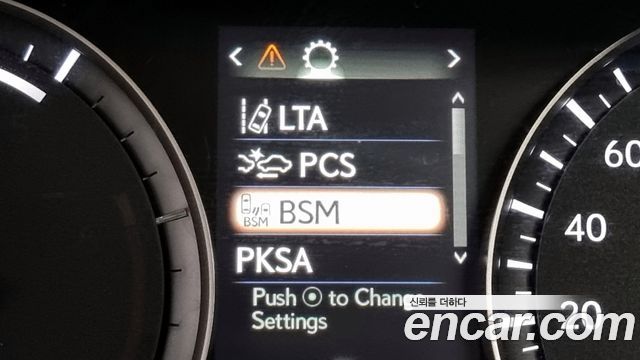 LTA
PCS
BSM BSM
PKSA
Push to Change
Settings
60
40
20
신뢰를 더하다
encar.com